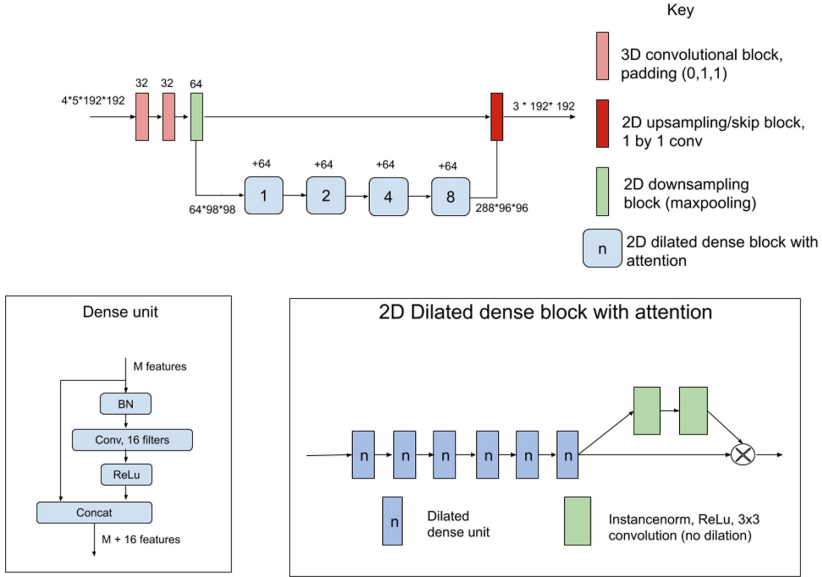 Key
3D convolutional block,
padding (0,1,1)
2D upsampling/skip block,
1 by 1 conv
2D downsampling
block (maxpooling)
n
2D dilated dense block with
attention
4*5*192*192
32
32
64
3 * 192* 192
+64
+64
+64
+64
1
2
4
8
64*98*98
288*96*96
Dense unit
M features
BN
Conv, 16 filters
ReLu
Concat
M + 16 features
2D Dilated dense block with attention
n
n
n
n
n
n
n
Dilated
dense unit
Instancenorm, ReLu, 3x3
convolution (no dilation)